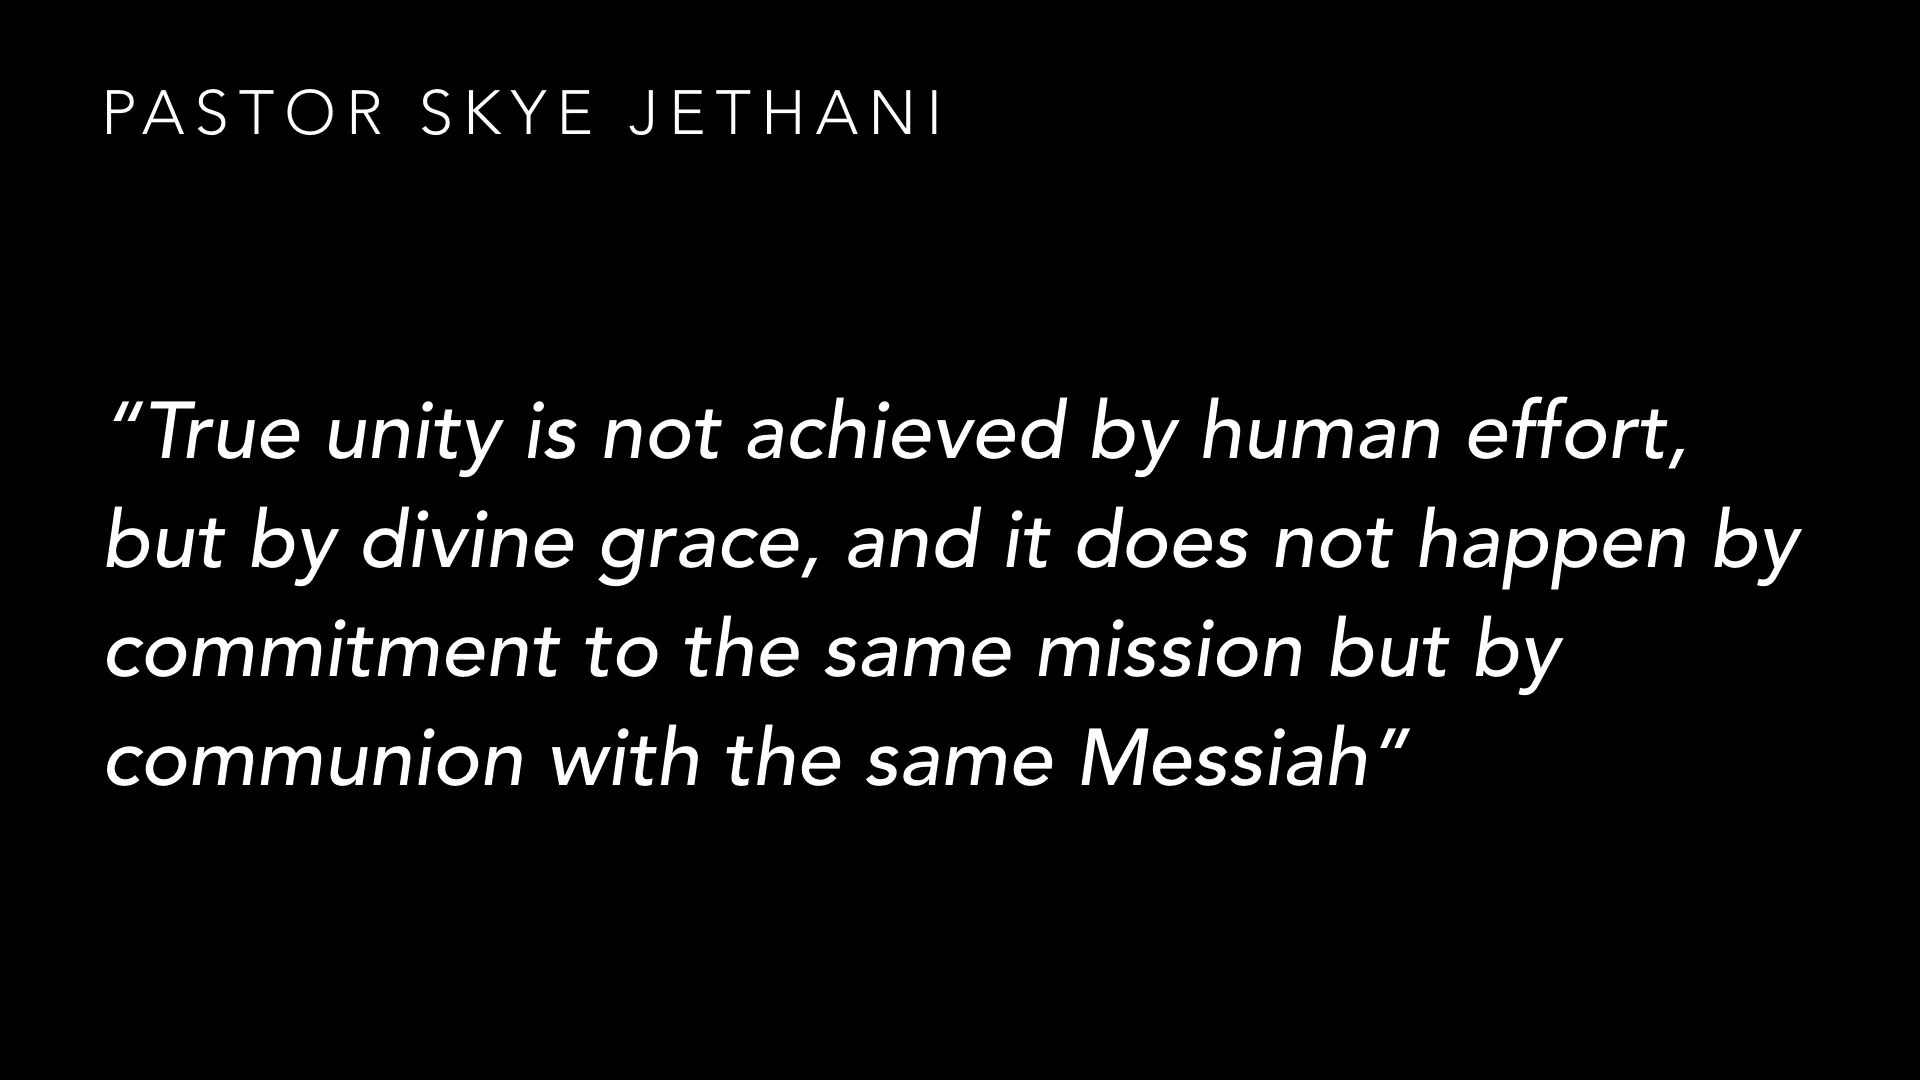 PASTOR SKYE JETHANI
“True unity is not achieved by human effort,
but by divine grace, and it does not happen by
commitment to the same mission but by
communion with the same Messiah”